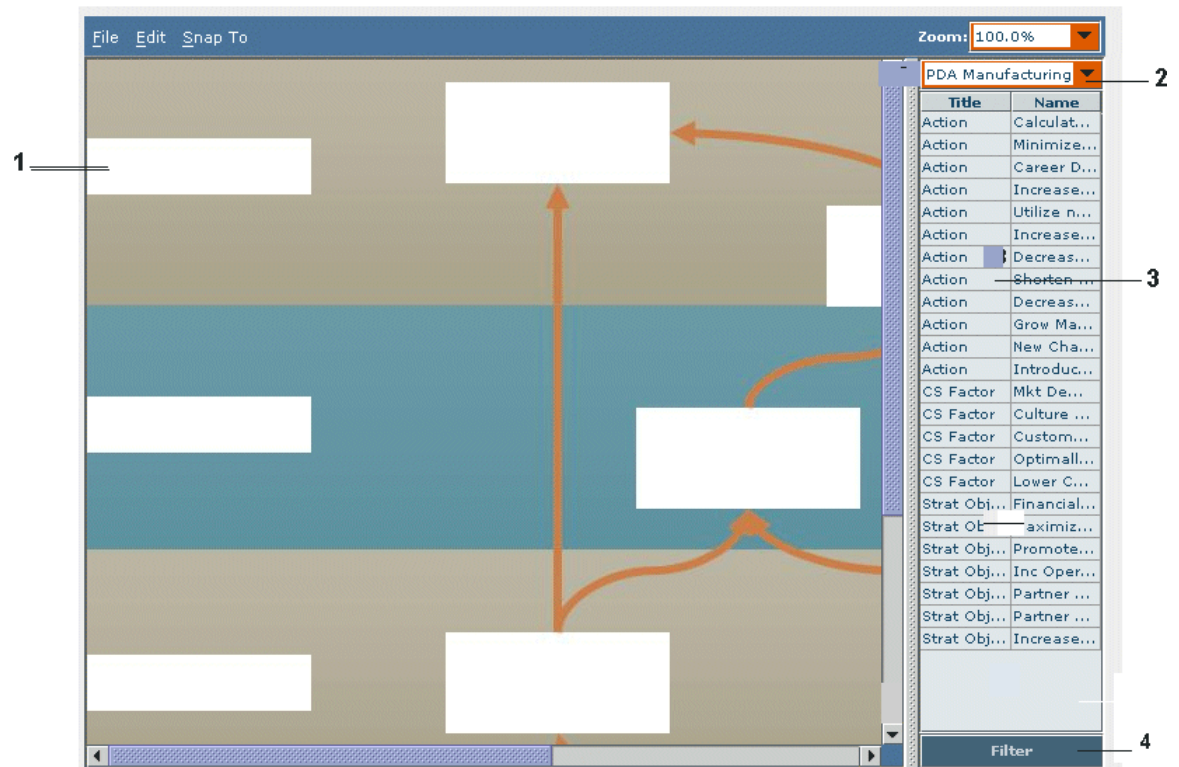 File Edit Snap To Zoom: 100.0%
PDA Manufacturing 2
Title Name
Action Calculat...
Action Minimize...
1
Action Career D...
Action Increase...
Action Utilize n...
Action Increase...
Action Decreas...
Action Shorten ... 3
Action Decreas...
Action Grow Ma...
Action New Cha...
Action Introduc...
CS Factor Mkt De...
CS Factor Culture ...
CS Factor Custom...
CS Factor Optimall...
CS Factor Lower C...
Strat Obj... Financial...
Strat Ob aximiz...
Strat Obj... Promote...
Strat Obj... Inc Oper...
Strat Obj... Partner ...
Strat Obj... Partner ...
Strat Obj... Increase...
Filter 4